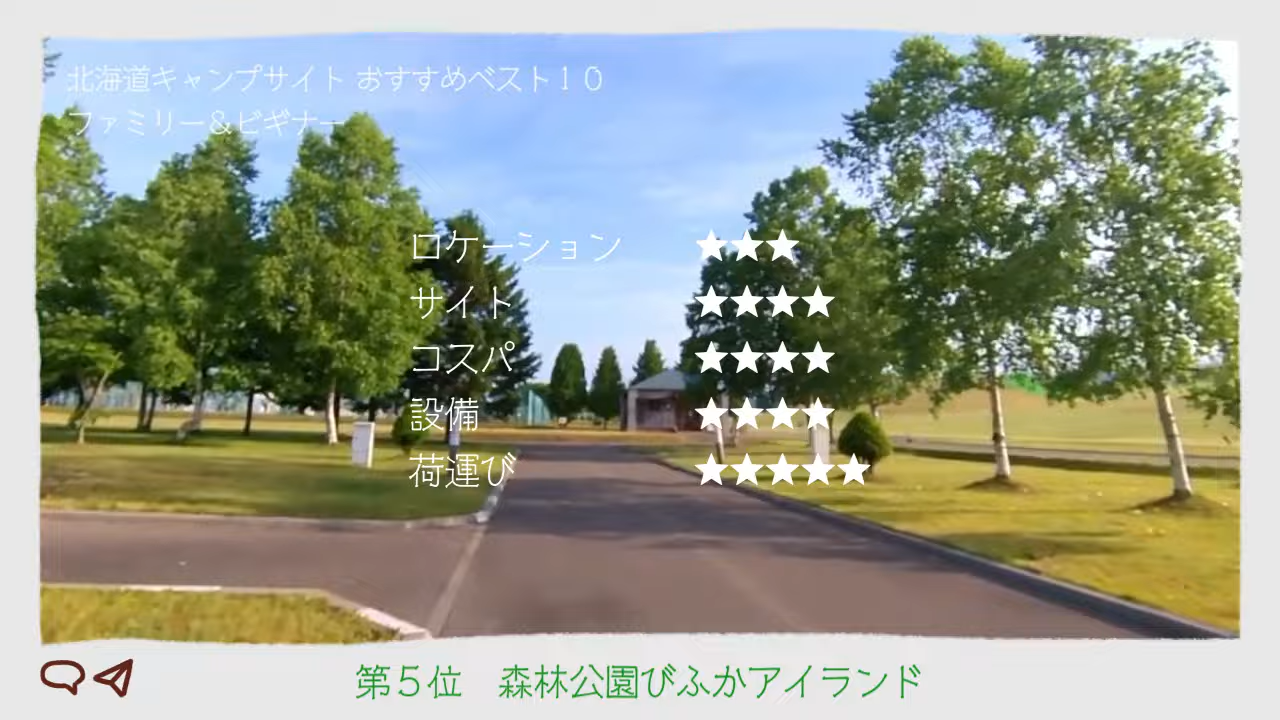 北海道キャンプサイト おすすめベスト１０
ファミリー＆ビギナー
ロケーション ★★★
サイト ★★★★
コスパ ★★★★
設備 ★★★★
荷運び ★★★★★
第５位　森林公園びふかアイランド